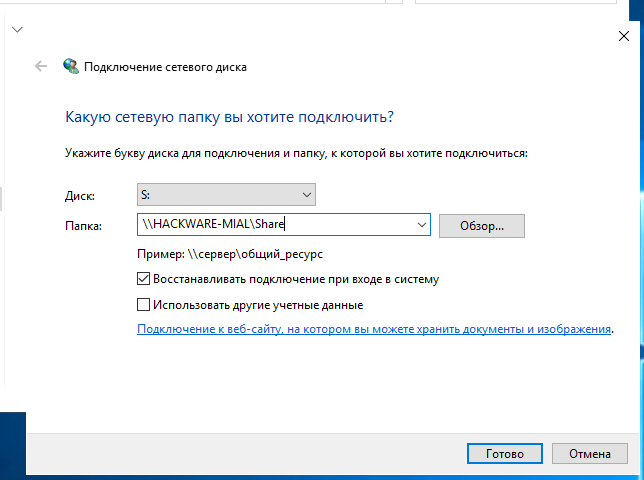 Подключение сетевого диска
Какую сетевую папку вы хотите подключить?
Укажите букву диска для подключения и папку, к которой вы хотите подключиться:
Диск: S:
Папка: \\HACKWARE-MIAL\Share Обзор...
Пример: \\сервер\общий_ресурс
Восстанавливать подключение при входе в систему
Использовать другие учетные данные
Подключение к веб-сайту, на котором вы можете хранить документы и изображения.
Готово Отмена